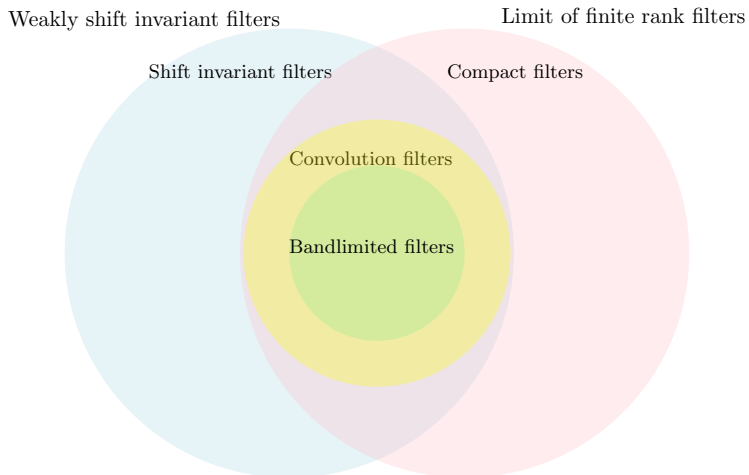 Weakly shift invariant filters
Limit of finite rank filters
Shift invariant filters
Compact filters
Convolution filters
Bandlimited filters